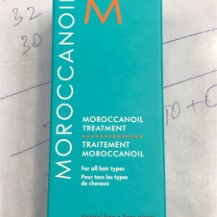 32
30
MOROCCANOIL
M
MOROCCANOIL
TREATMENT
TRAITEMENT
MOROCCANOIL
For all hair types
Pour tous les types
de cheveux